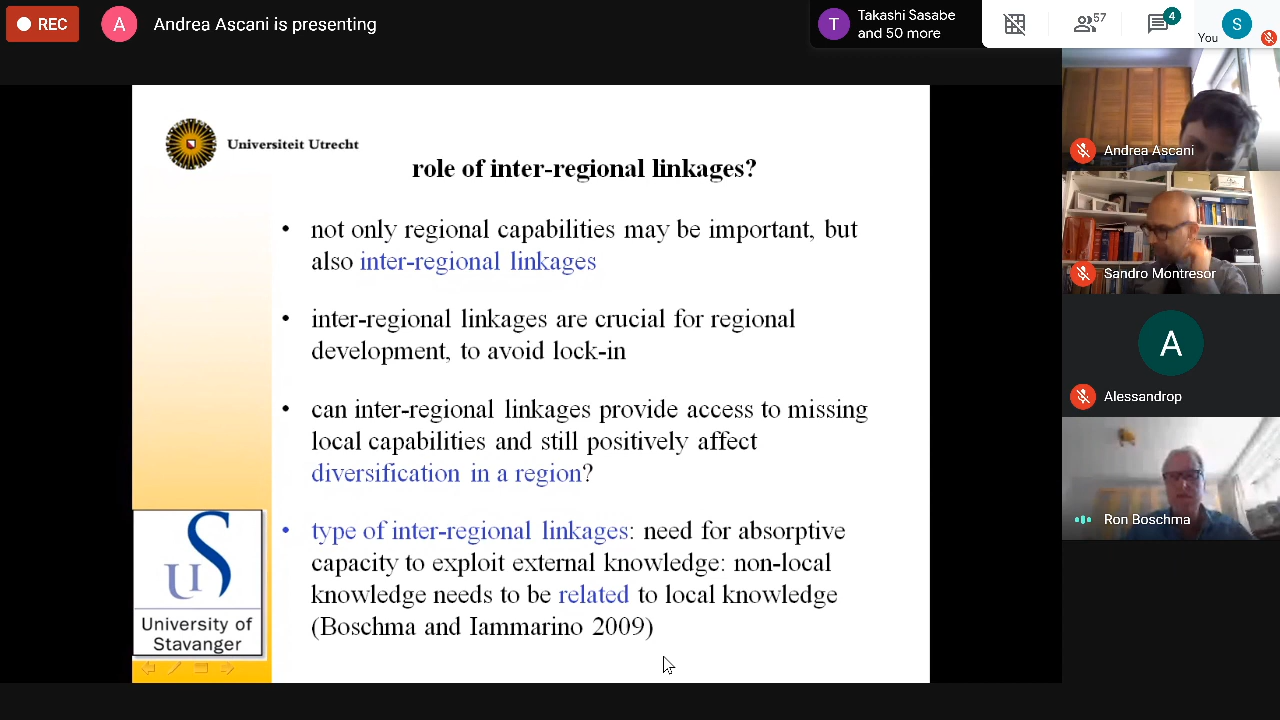 REC
A
Andrea Ascani is presenting
T
Takashi Sasabe
and 50 more
57
4
You
S
Universiteit Utrecht
role of inter-regional linkages?
• not only regional capabilities may be important, but
also inter-regional linkages
• inter-regional linkages are crucial for regional
development, to avoid lock-in
• can inter-regional linkages provide access to missing
local capabilities and still positively affect
diversification in a region?
• type of inter-regional linkages: need for absorptive
capacity to exploit external knowledge: non-local
knowledge needs to be related to local knowledge
(Boschma and Iammarino 2009)
US
University of
Stavanger
Andrea Ascani
Sandro Montresor
A
Alessandrop
Ron Boschma